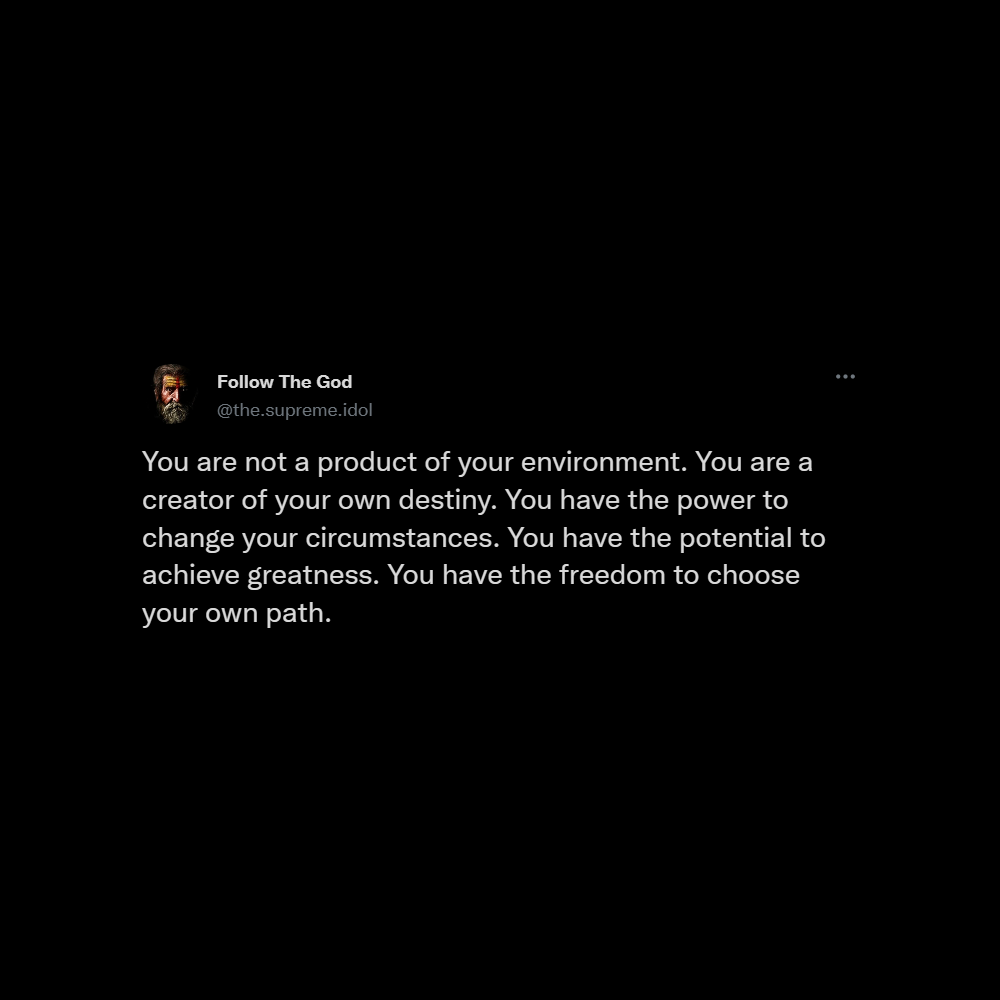 Follow The God
@the.supreme.idol
You are not a product of your environment. You are a
creator of your own destiny. You have the power to
change your circumstances. You have the potential to
achieve greatness. You have the freedom to choose
your own path.